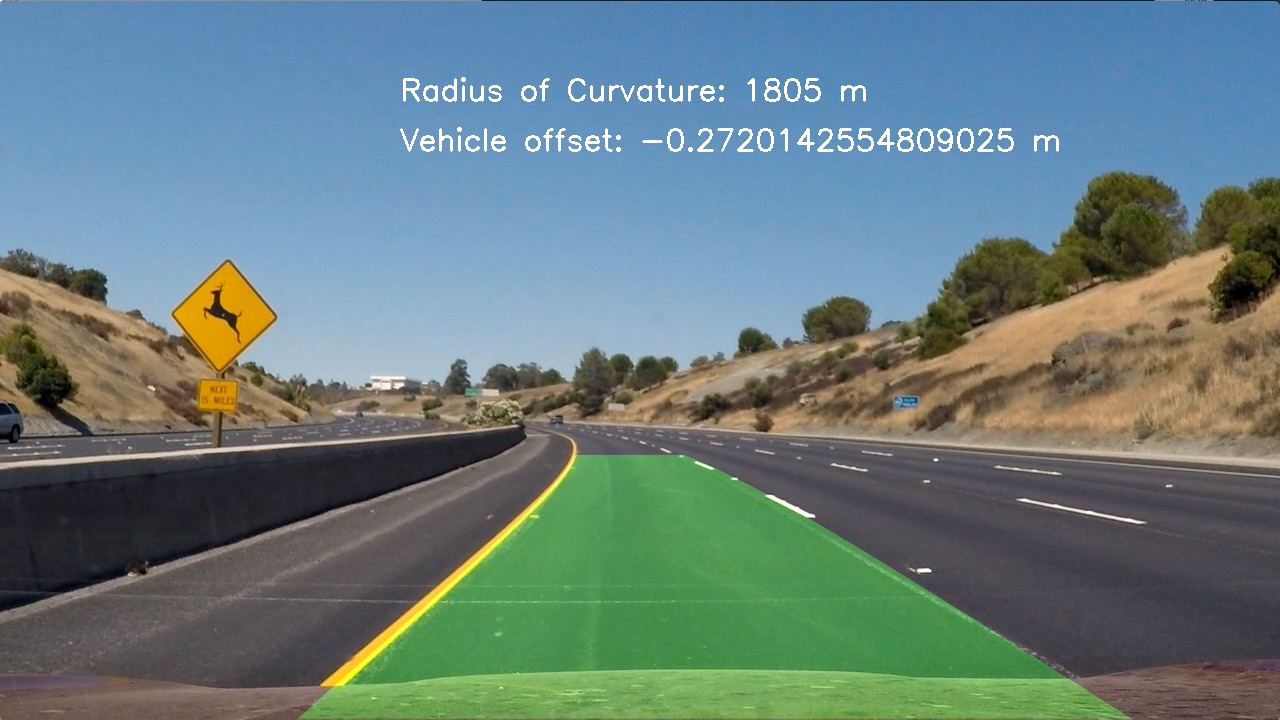 Radius of Curvature: 1805 m
Vehicle offset: −0.2720142554809025 m
NEXT
15 MILES